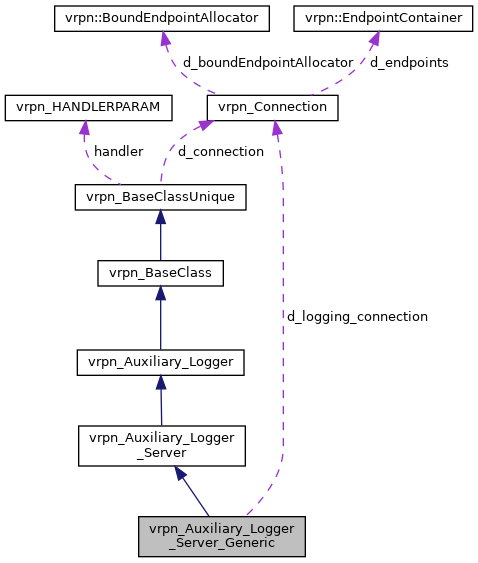 vrpn::BoundEndpointAllocator
vrpn::EndpointContainer
d_boundEndpointAllocator
d_endpoints
vrpn_HANDLERPARAM
vrpn_Connection
handler
d_connection
vrpn_BaseClassUnique
vrpn_BaseClass
d_logging_connection
vrpn_Auxiliary_Logger
vrpn_Auxiliary_Logger
_Server
vrpn_Auxiliary_Logger
_Server_Generic